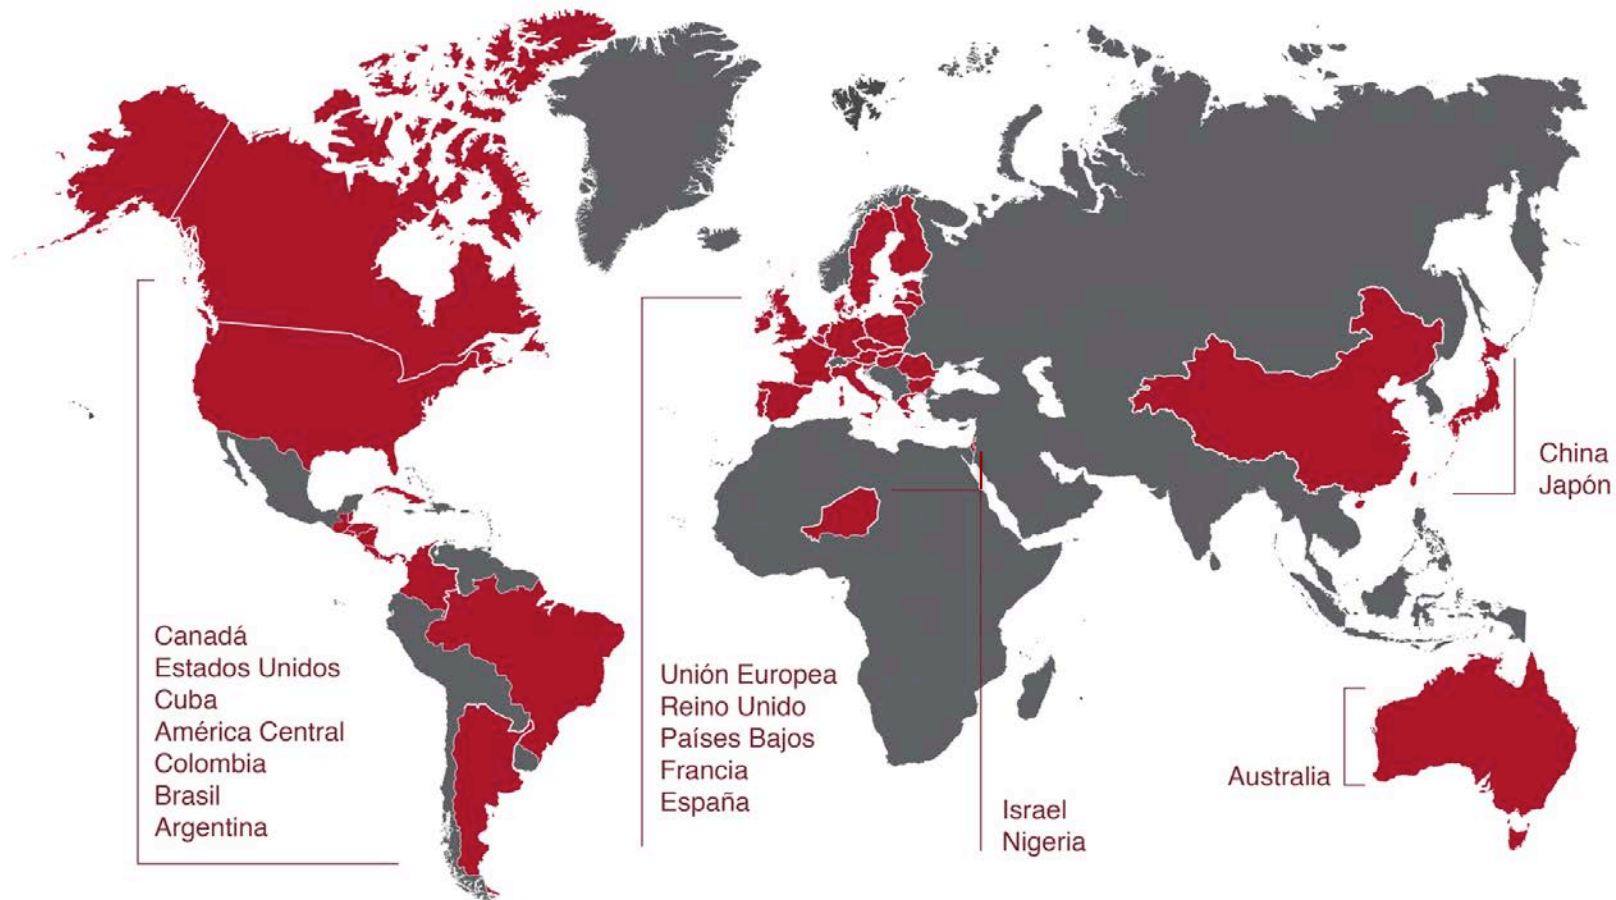 Canadá
Estados Unidos
Cuba
América Central
Colombia
Brasil
Argentina
Unión Europea
Reino Unido
Países Bajos
Francia
España
Israel
Nigeria
China
Japón
Australia